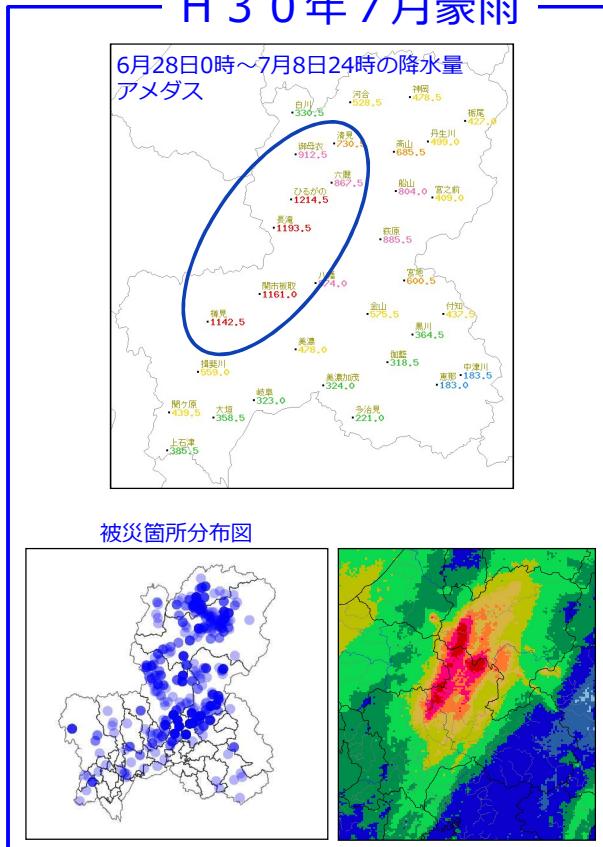 H30年7月豪雨
6月28日0時～7月8日24時の降水量
アメダス
白川
330.5
河合
528.5
神岡
478.5
栃尾
427.0
御母衣
912.5
清見
730.5
高山
685.5
丹生川
499.0
六厩
867.5
船山
804.0
宮之前
409.0
ひるがの
1214.5
長滝
1193.5
萩原
885.5
八幡
74.0
宮地
600.5
関市板取
1161.0
樽見
1142.5
金山
575.5
付知
437.5
黒川
364.5
美濃
478.0
伽藍
318.5
揖斐川
559.0
中津川
183.5
恵那
183.0
美濃加茂
324.0
岐阜
323.0
関ケ原
439.5
大垣
358.5
多治見
221.0
上石津
385.5
被災箇所分布図